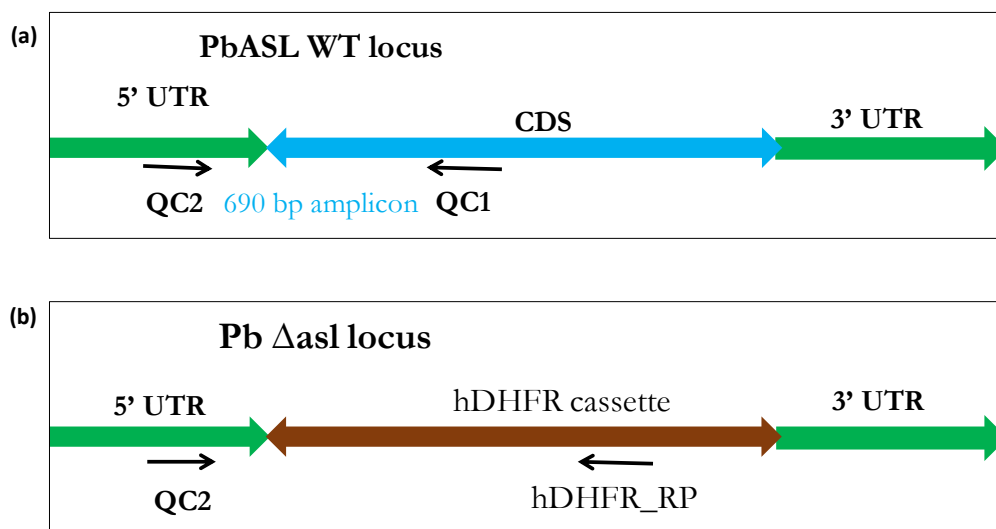 (a)
PbASL WT locus
5’ UTR
CDS
3’ UTR
QC2 690 bp amplicon QC1
(b)
Pb Δasl locus
5’ UTR
hDHFR cassette
3’ UTR
QC2
hDHFR_RP